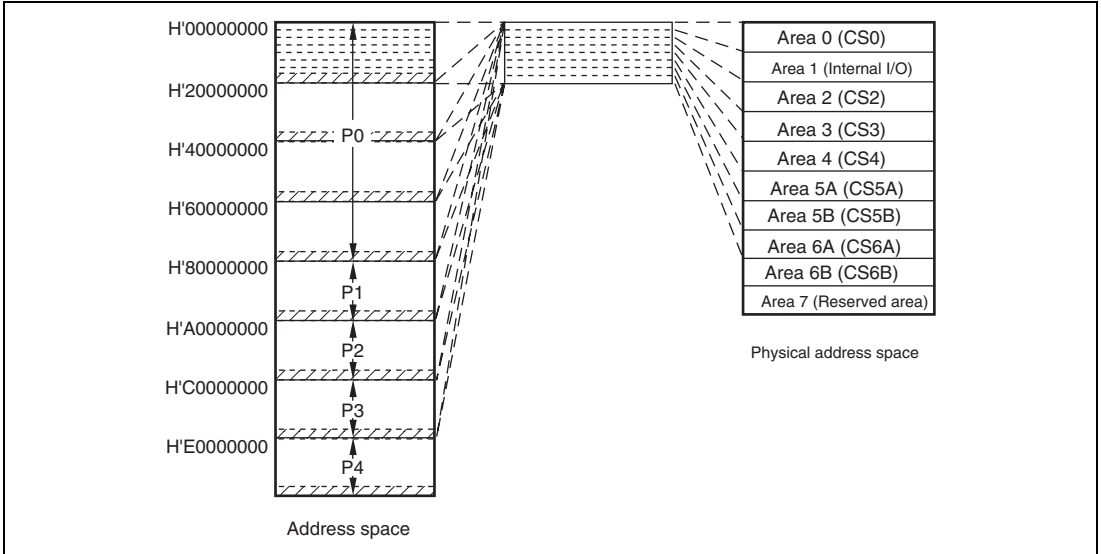 H'00000000
H'20000000
H'40000000
H'60000000
H'80000000
H'A0000000
H'C0000000
H'E0000000
P0
P1
P2
P3
P4
Address space
Area 0 (CS0)
Area 1 (Internal I/O)
Area 2 (CS2)
Area 3 (CS3)
Area 4 (CS4)
Area 5A (CS5A)
Area 5B (CS5B)
Area 6A (CS6A)
Area 6B (CS6B)
Area 7 (Reserved area)
Physical address space